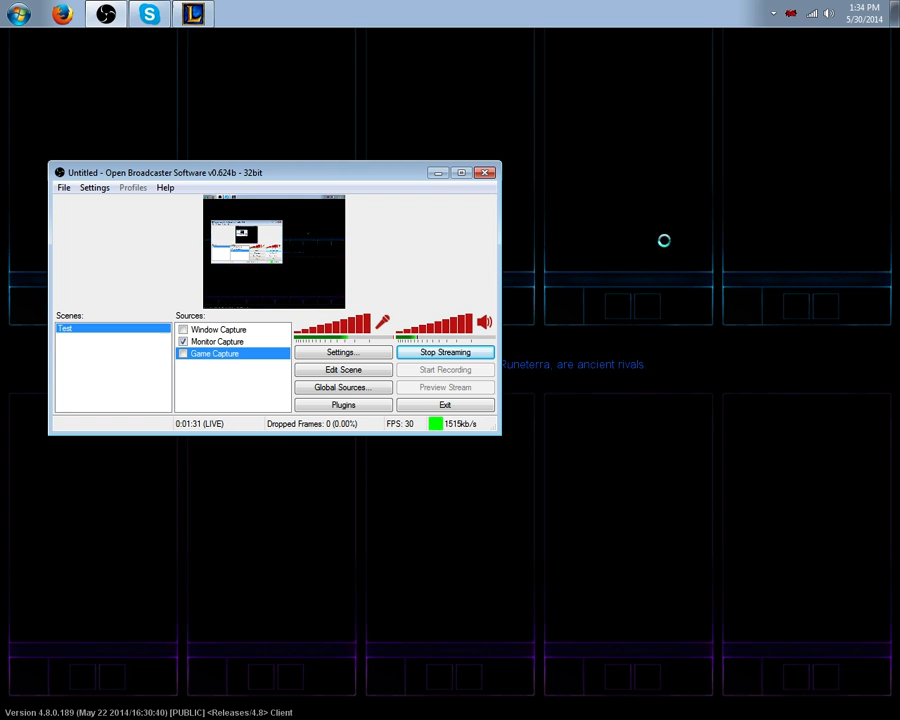 1:34 PM
5/30/2014
Untitled - Open Broadcaster Software v0.624b - 32bit
File Settings Profiles Help
Scenes:
Sources:
Test
Window Capture
Monitor Capture
Game Capture
Settings...
Stop Streaming
Edit Scene
Start Recording
Global Sources...
Preview Stream
Plugins
Exit
0:01:31 (LIVE)
Dropped Frames: 0 (0.00%)
FPS: 30
1515kb/s
Runeterra, are ancient rivals.
Version 4.8.0.189 (May 22 2014/16:30:40) [PUBLIC] <Releases/4.8> Client